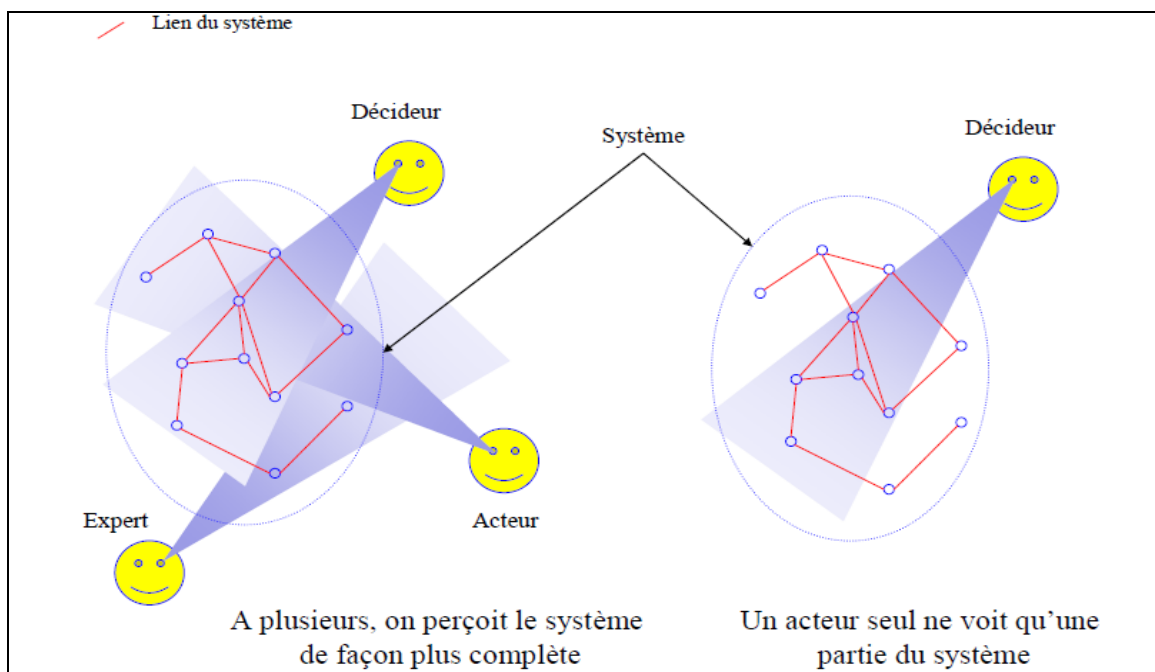 Lien du système
Décideur
Système
Décideur
Expert
Acteur
A plusieurs, on perçoit le système
de façon plus complète
Un acteur seul ne voit qu’une
partie du système